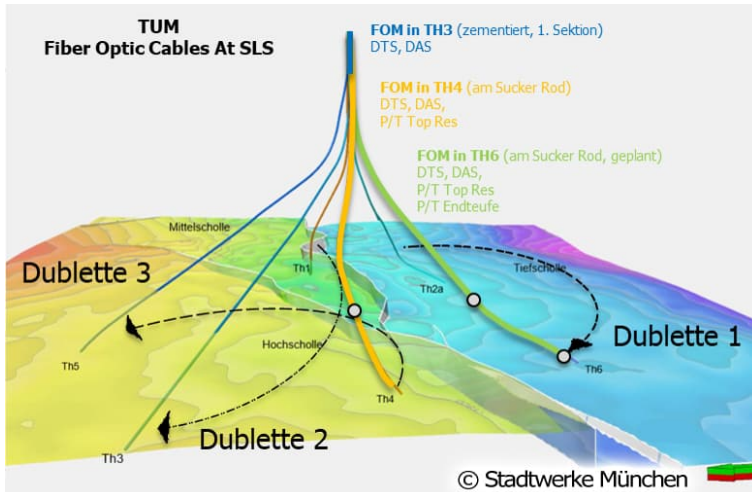 TUM
Fiber Optic Cables At SLS
FOM in TH3 (zementiert, 1. Sektion)
DTS, DAS
FOM in TH4 (am Sucker Rod)
DTS, DAS,
P/T Top Res
FOM in TH6 (am Sucker Rod, geplant)
DTS, DAS,
P/T Top Res
P/T Endteufe
Mittelscholle
Dublette 3
Th1
Th2a
Tiefscholle
Dublette 1
Hochscholle
Th5
Th6
Th4
Dublette 2
Th3
© Stadtwerke München